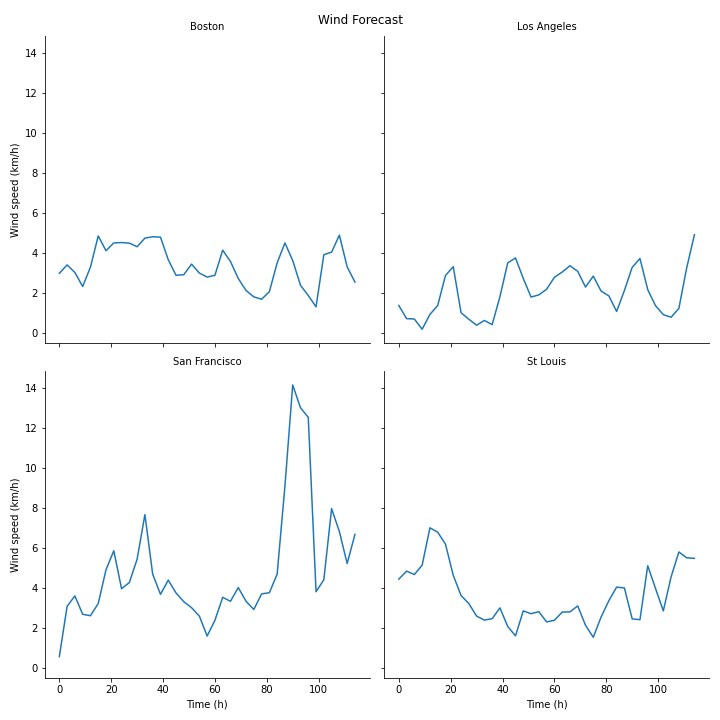 Wind Forecast
Boston
Los Angeles
14
12
10
8
6
4
2
0
Wind speed (km/h)
San Francisco
St Louis
14
12
10
8
6
4
2
0
Wind speed (km/h)
0 20 40 60 80 100
0 20 40 60 80 100
Time (h)
Time (h)